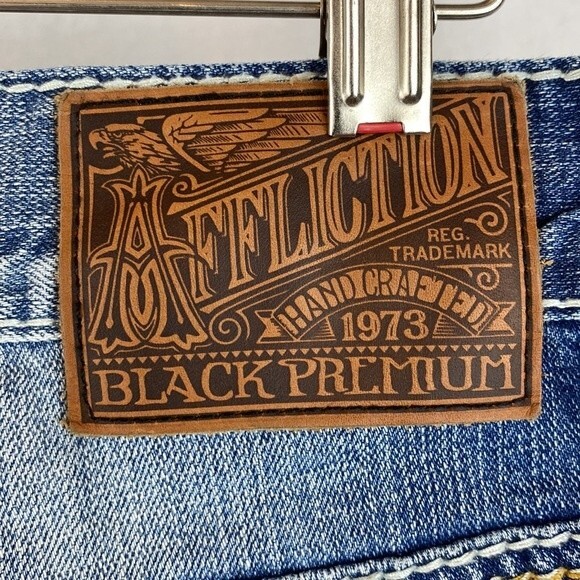 AFFLICTION
REG.
TRADEMARK
HANDCRAFTED
1973
BLACK PREMIUM